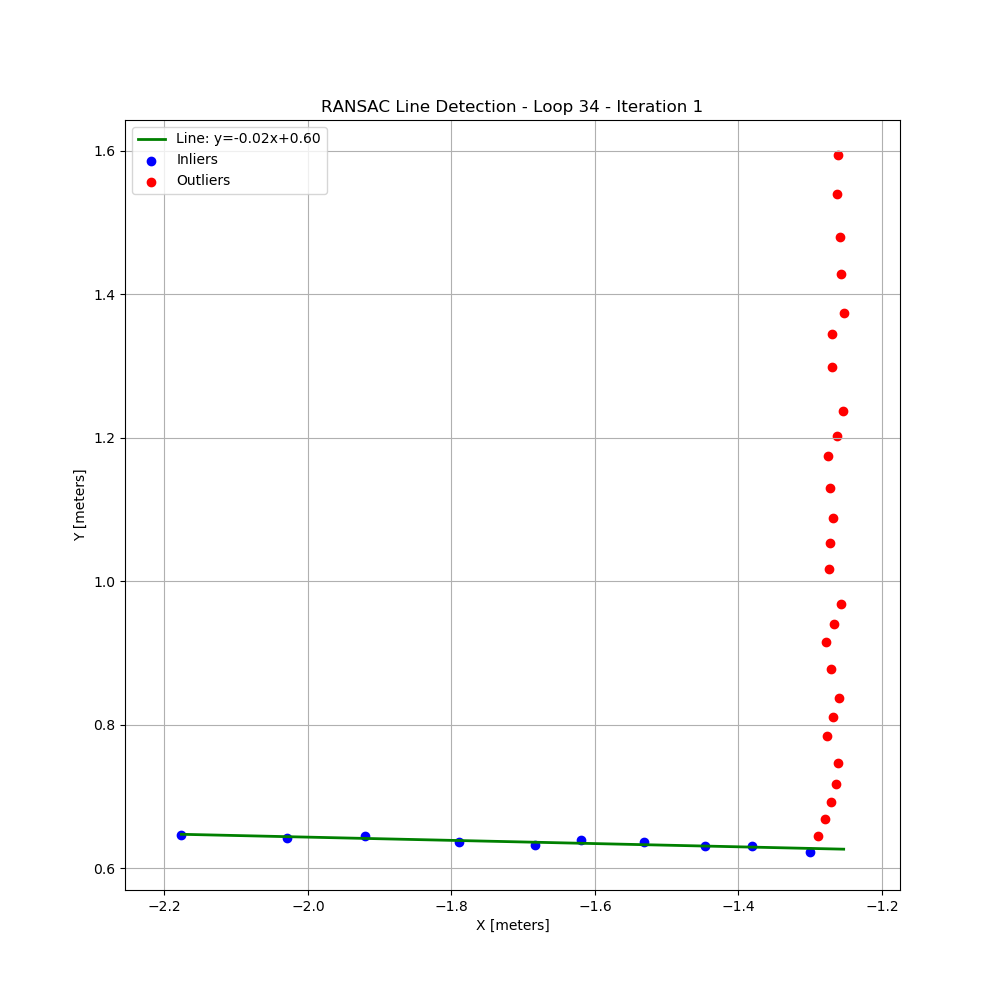 RANSAC Line Detection - Loop 34 - Iteration 1
Line: y=-0.02x+0.60
Inliers
Outliers
1.6
1.4
1.2
1.0
0.8
0.6
Y [meters]
−2.2 −2.0 −1.8 −1.6 −1.4 −1.2
X [meters]